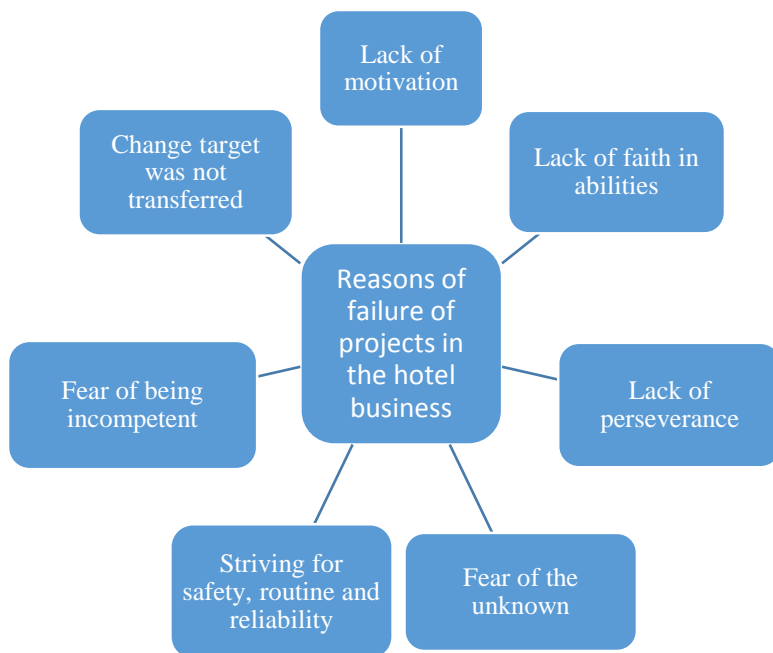 Lack of
motivation
Change target
was not
transferred
Lack of faith in
abilities
Reasons of
failure of
projects in
the hotel
business
Fear of being
incompetent
Lack of
perseverance
Striving for
safety, routine and
reliability
Fear of the
unknown